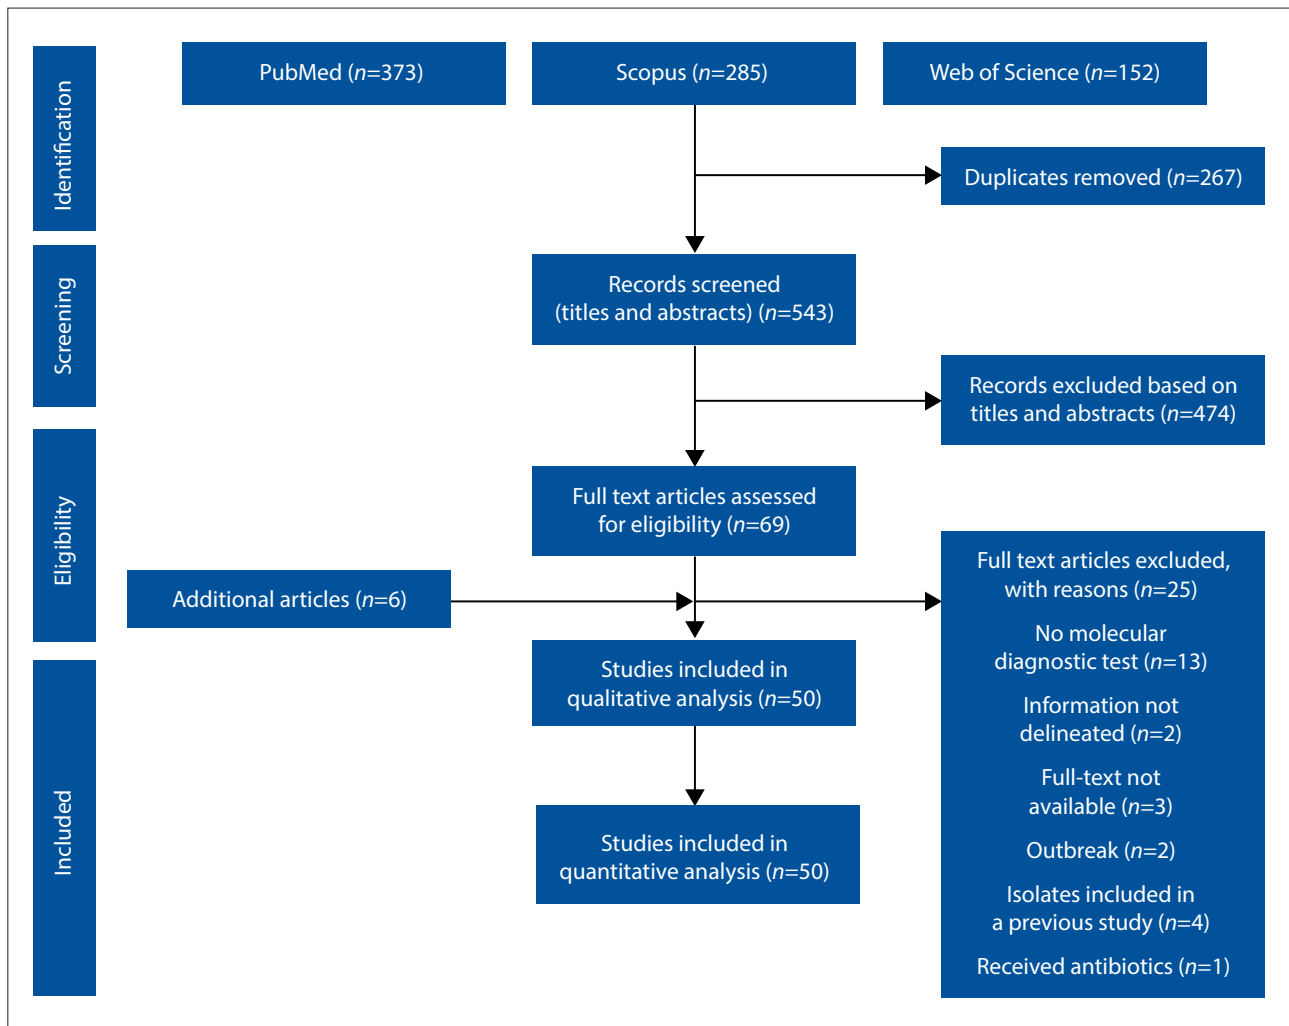 Identification
PubMed (n=373)
Scopus (n=285)
Web of Science (n=152)
Duplicates removed (n=267)
Screening
Records screened
(titles and abstracts) (n=543)
Records excluded based on
titles and abstracts (n=474)
Eligibility
Full text articles assessed
for eligibility (n=69)
Additional articles (n=6)
Full text articles excluded,
with reasons (n=25)
No molecular
diagnostic test (n=13)
Information not
delineated (n=2)
Full-text not
available (n=3)
Outbreak (n=2)
Isolates included in
a previous study (n=4)
Received antibiotics (n=1)
Included
Studies included in
qualitative analysis (n=50)
Studies included in
quantitative analysis (n=50)